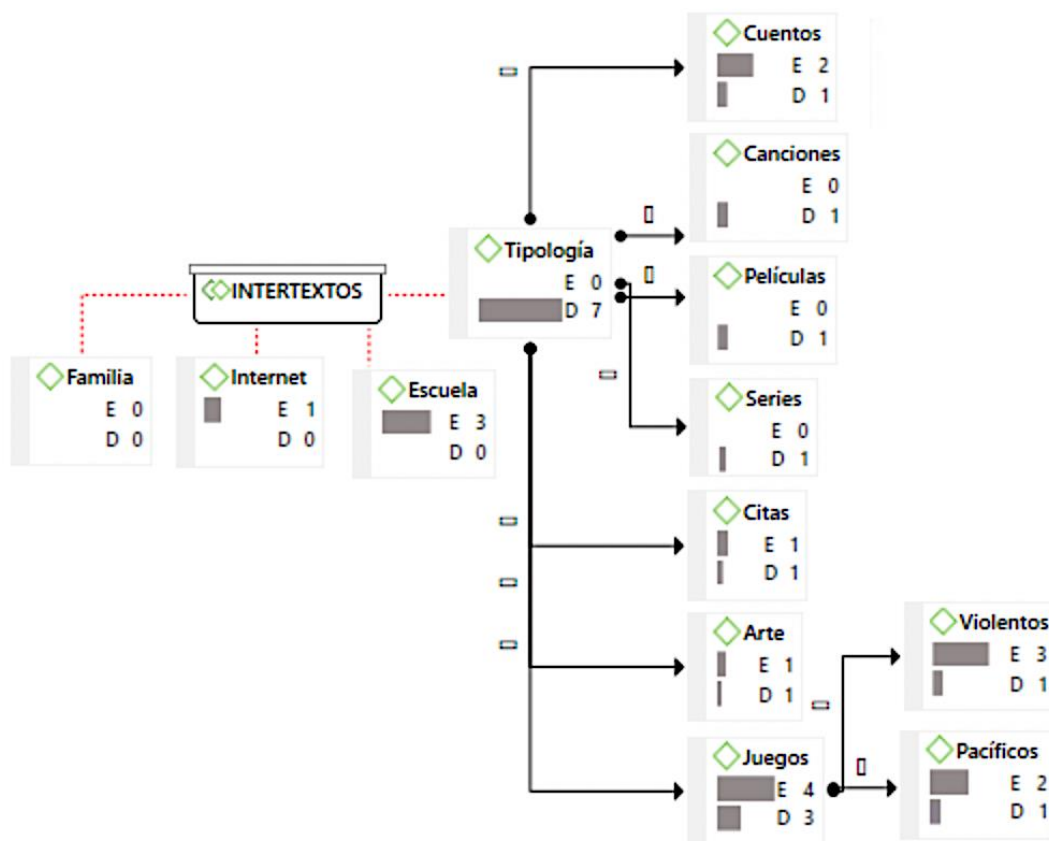 Cuentos
E 2
D 1
Canciones
E 0
D 1
Tipología
E 0
D 7
INTERTEXTOS
Películas
E 0
D 1
Familia
E 0
D 0
Internet
E 1
D 0
Escuela
E 3
D 0
Series
E 0
D 1
Citas
E 1
D 1
Arte
E 1
D 1
Violentos
E 3
D 1
Juegos
E 4
D 3
Pacíficos
E 2
D 1